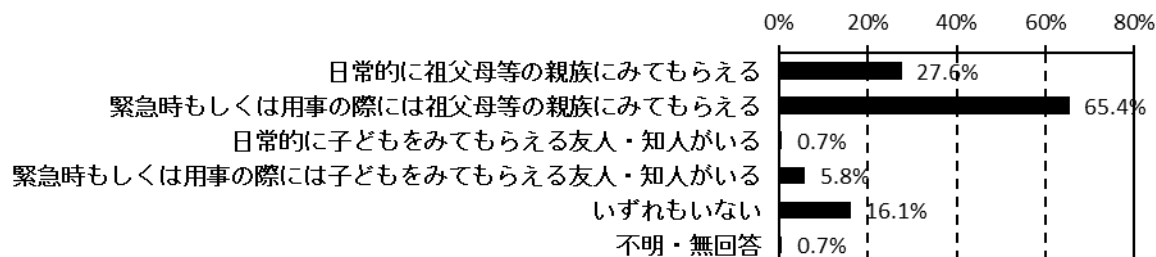 0% 20% 40% 60% 80%
日常的に祖父母等の親族にみてもらえる 27.6%
緊急時もしくは用事の際には祖父母等の親族にみてもらえる 65.4%
日常的に子どもをみてもらえる友人・知人がいる 0.7%
緊急時もしくは用事の際には子どもをみてもらえる友人・知人がいる 5.8%
いずれもいない 16.1%
不明・無回答 0.7%